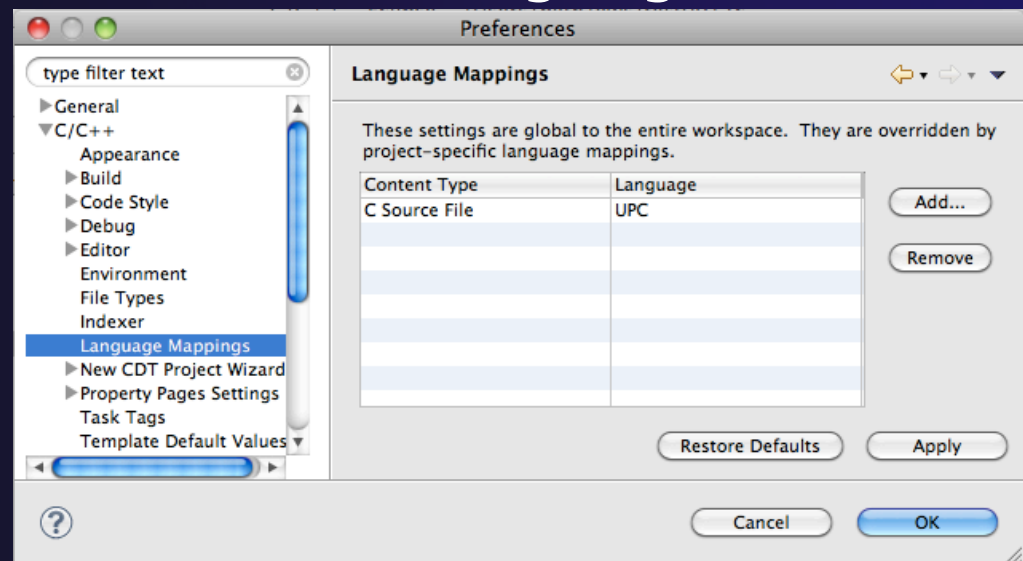 Preferences
type filter text
Language Mappings
General
C/C++
Appearance
Build
Code Style
Debug
Editor
Environment
File Types
Indexer
Language Mappings
New CDT Project Wizard
Property Pages Settings
Task Tags
Template Default Values
These settings are global to the entire workspace. They are overridden by
project-specific language mappings.
Content Type Language
C Source File UPC
Add...
Remove
Restore Defaults Apply
?
Cancel OK